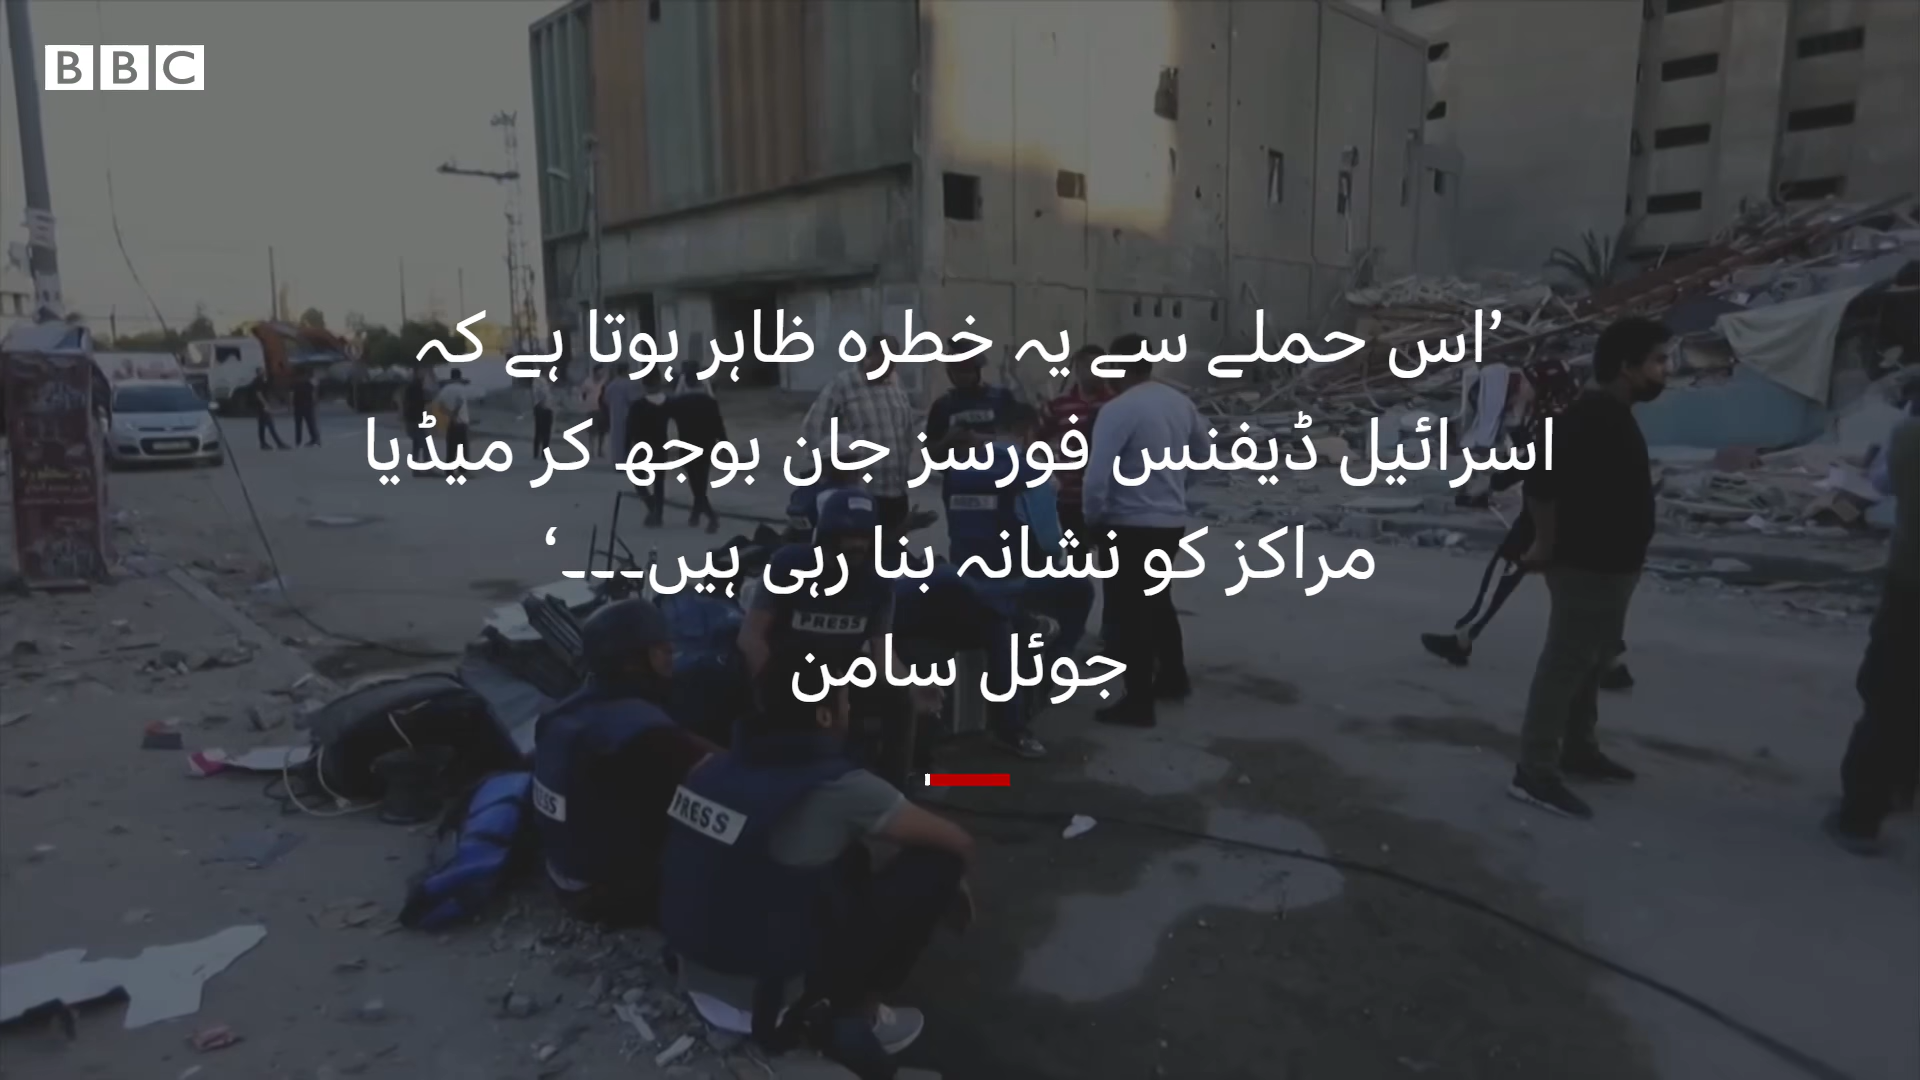 BBC
’اس حملے سے یہ خطرہ ظاہر ہوتا ہے کہ
اسرائیل ڈیفنس فورسز جان بوجھ کر میڈیا
مراکز کو نشانہ بنا رہی ہیں۔۔۔‘
جوئل سامن
PRESS
PRESS